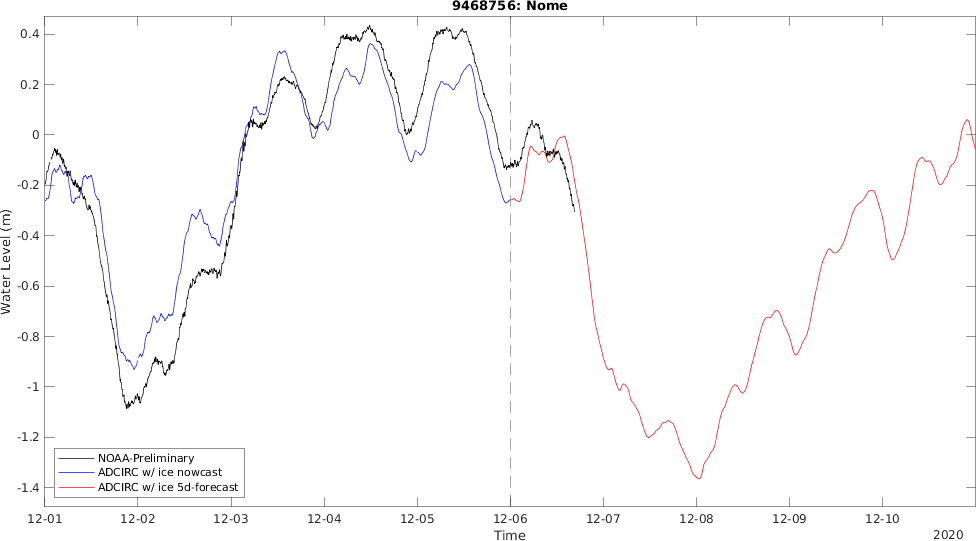 9468756: Nome
0.4
0.2
0
-0.2
-0.4
-0.6
-0.8
-1
-1.2
-1.4
Water Level (m)
NOAA-Preliminary
ADCIRC w/ ice nowcast
ADCIRC w/ ice 5d-forecast
12-01 12-02 12-03 12-04 12-05 12-06 12-07 12-08 12-09 12-10
Time
2020